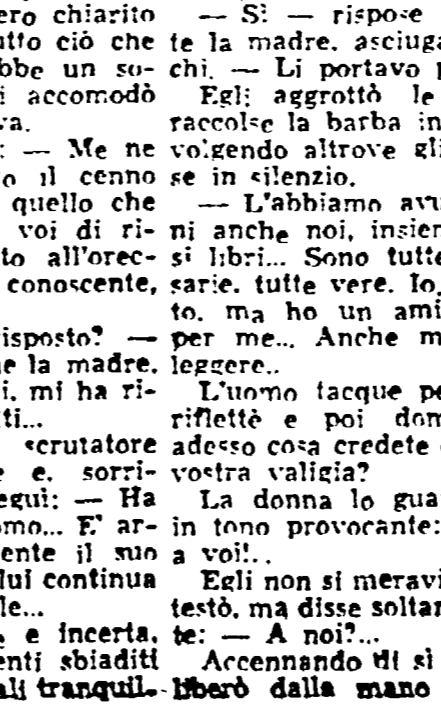 ero chiarito
utto ciò che
bbe un so-
i accomodò
va.
: — Me ne
o il cenno
quello che
voi di ri-
to all'orec-
conoscente,
risposto? —
e la madre.
i. mi ha ri-
ti...
scrutatore
e e. sorri-
egui: — Ha
omo... E' ar-
ente il suo
lui continua
le...
e incerta.
enti sbiaditi
ali tranquil-
— Sì — rispose
te la madre. asciuga
chi. — Li portavo
Egli aggrottò le
raccolse la barba in
volgendo altrove gli
se in silenzio.
— L'abbiamo avu
ni anche noi, insien
si libri... Sono tutte
sarie. tutte vere. Io.
to. ma ho un ami
per me... Anche m
leggere..
L'uomo tacque pe
riflettè e poi dom
adesso cosa credete
vostra valigia?
La donna lo gua
in tono provocante:
a voi!..
Egli non si meravi
testò. ma disse soltan
te: — A noi?...
Accennando di sì
liberò dalla mano